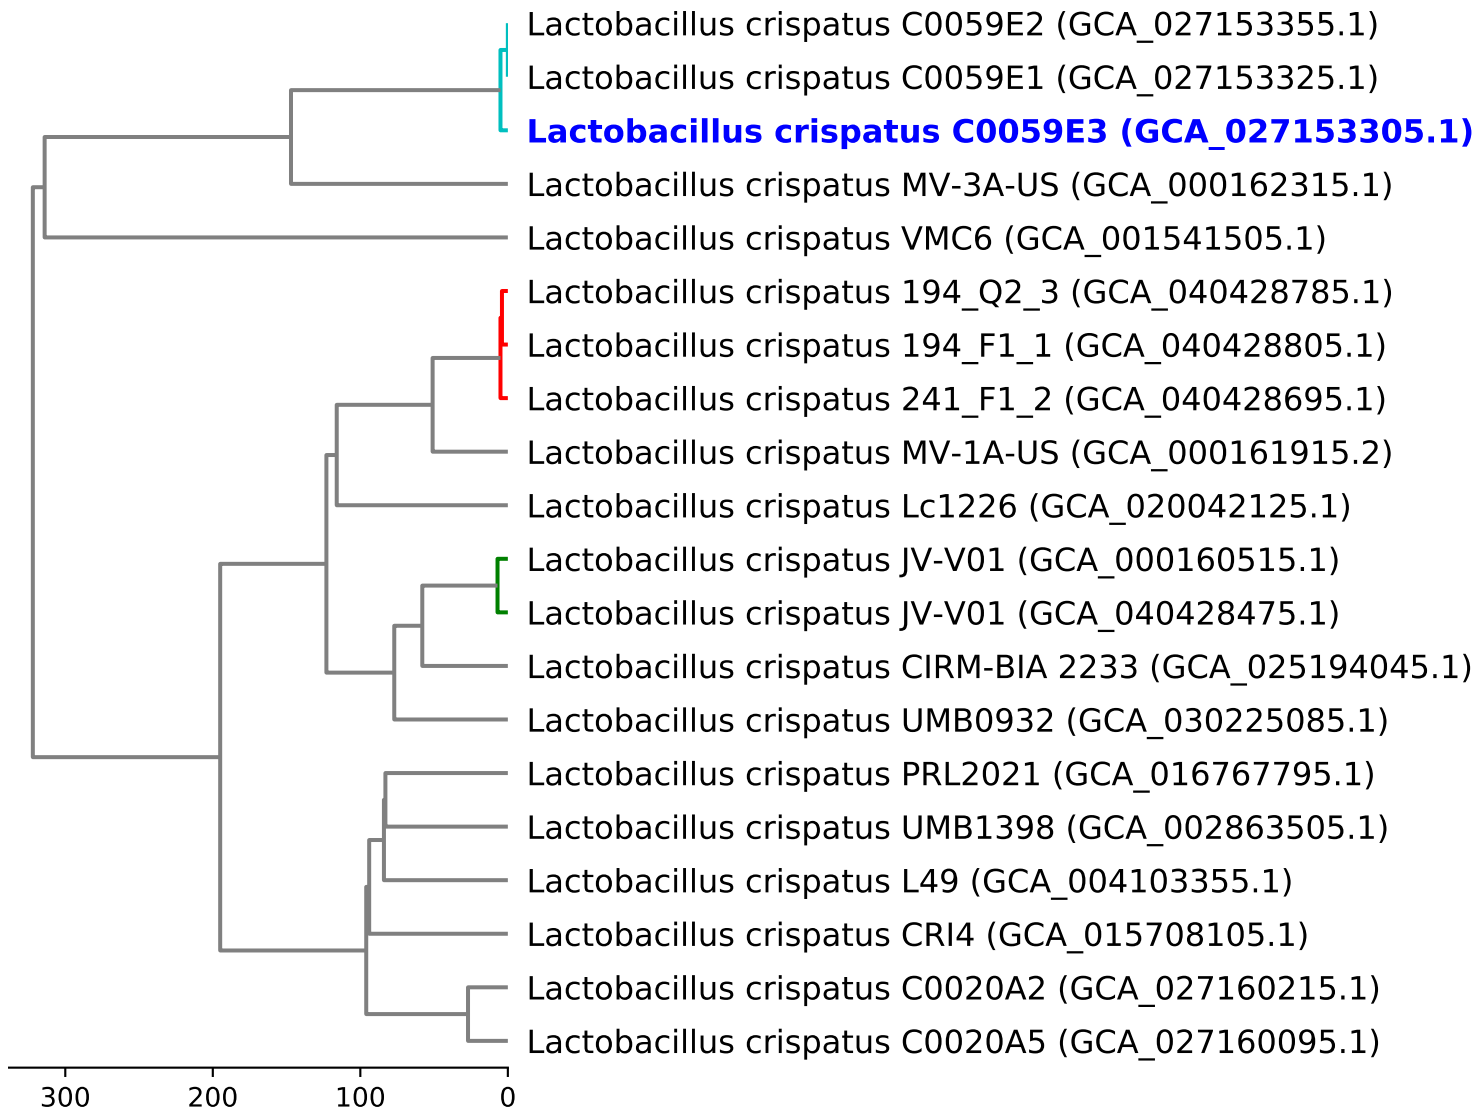 Lactobacillus crispatus C0059E2 (GCA_027153355.1)
Lactobacillus crispatus C0059E1 (GCA_027153325.1)
Lactobacillus crispatus C0059E3 (GCA_027153305.1)
Lactobacillus crispatus MV-3A-US (GCA_000162315.1)
Lactobacillus crispatus VMC6 (GCA_001541505.1)
Lactobacillus crispatus 194_Q2_3 (GCA_040428785.1)
Lactobacillus crispatus 194_F1_1 (GCA_040428805.1)
Lactobacillus crispatus 241_F1_2 (GCA_040428695.1)
Lactobacillus crispatus MV-1A-US (GCA_000161915.2)
Lactobacillus crispatus Lc1226 (GCA_020042125.1)
Lactobacillus crispatus JV-V01 (GCA_000160515.1)
Lactobacillus crispatus JV-V01 (GCA_040428475.1)
Lactobacillus crispatus CIRM-BIA 2233 (GCA_025194045.1)
Lactobacillus crispatus UMB0932 (GCA_030225085.1)
Lactobacillus crispatus PRL2021 (GCA_016767795.1)
Lactobacillus crispatus UMB1398 (GCA_002863505.1)
Lactobacillus crispatus L49 (GCA_004103355.1)
Lactobacillus crispatus CRI4 (GCA_015708105.1)
Lactobacillus crispatus C0020A2 (GCA_027160215.1)
Lactobacillus crispatus C0020A5 (GCA_027160095.1)
300 200 100 0